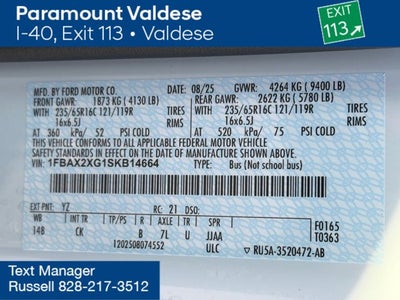 Paramount Valdese
I-40, Exit 113 • Valdese
EXIT
113
MFD. BY FORD MOTOR CO. 08/25 GVWR: 4264 KG ( 9400 LB)
FRONT GAWR: 1873 KG ( 4130 LB) REAR GAWR: 2622 KG ( 5780 LB)
WITH 235/65R16C 121/119R TIRES WITH 235/65R16C 121/119R TIRES
16x6.5J RIMS 16x6.5J RIMS
AT 360 kPa/ 52 PSI COLD AT 520 kPa/ 75 PSI COLD
THIS VEHICLE CONFORMS TO ALL APPLICABLE FEDERAL MOTOR VEHICLE
SAFETY STANDARDS IN EFFECT ON THE DATE OF MANUFACTURE SHOWN ABOVE.
VIN: 1FBAX2XG1SKB14664 TYPE: Bus (Not school bus)
EXT PNT: YZ RC: 21 DSO:
WB INT TR TP/PS R AXLE TR SPR F0165
148 CK B 7L U JJAA T0363
1202508074552 ULC RU5A-3520472-AB
Text Manager
Russell 828-217-3512